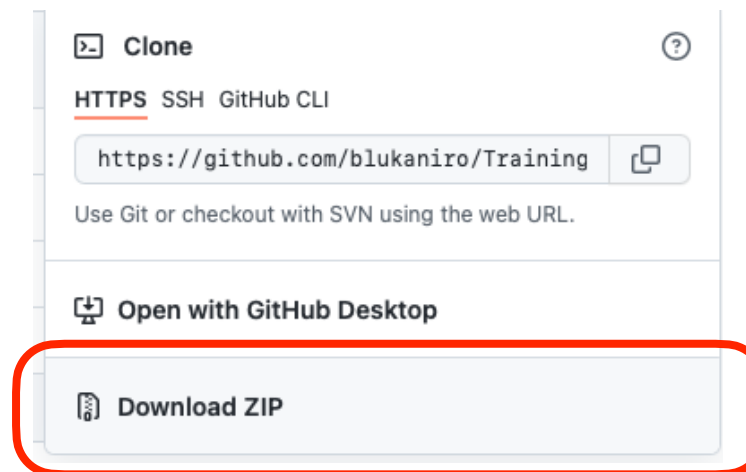 Clone
HTTPS SSH GitHub CLI
https://github.com/blukaniro/Training
Use Git or checkout with SVN using the web URL.
Open with GitHub Desktop
Download ZIP